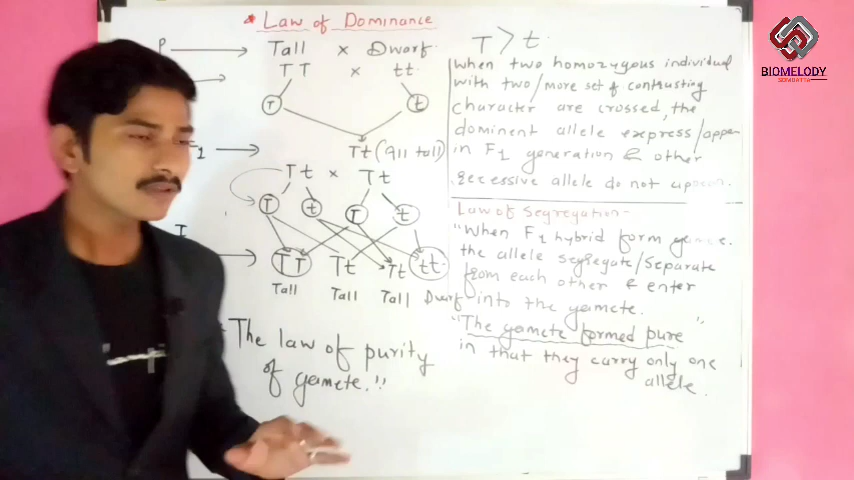 * Law of Dominance
P Tall × Dwarf
TT × tt
T t
Tt (all tall)
Tt × Tt
T t T t
TT Tt Tt tt
Tall Tall Tall Dwarf
"The law of purity
of gamete."
T > t
when two homozygous individual
with two/more set of contrasting
character are crossed, the
dominent allele express/appear
in F1 generation & other
recessive allele do not appear.
Law of Segregation-
"When F1 hybrid form
the allele segregate/separate
from each other & enter
into the gamete.
"The gamete formed pure"
in that they carry only one
allele.
BIOMELODY